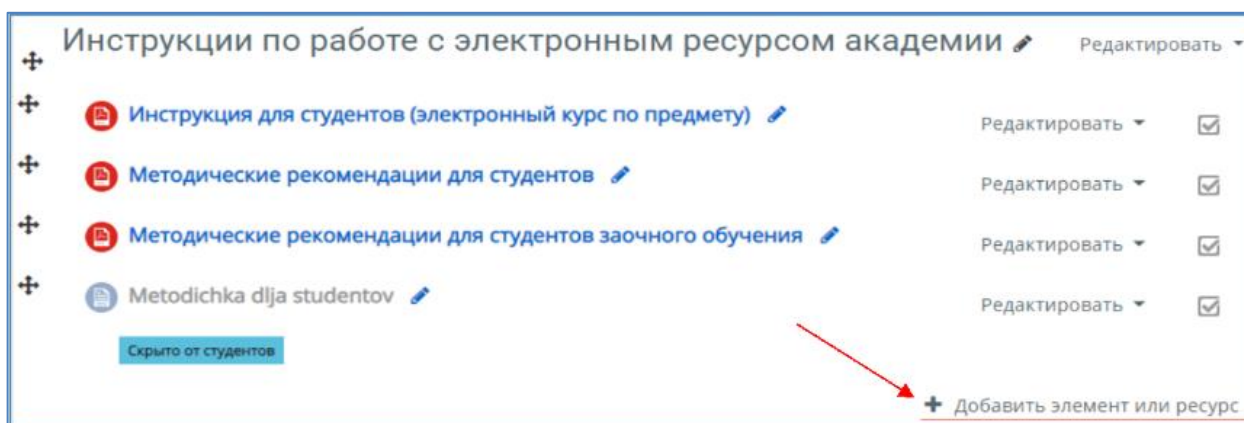 Инструкции по работе с электронным ресурсом академии Редактировать
Инструкция для студентов (электронный курс по предмету) Редактировать
Методические рекомендации для студентов Редактировать
Методические рекомендации для студентов заочного обучения Редактировать
Metodichka dlja studentov Редактировать
Скрыто от студентов
+ Добавить элемент или ресурс